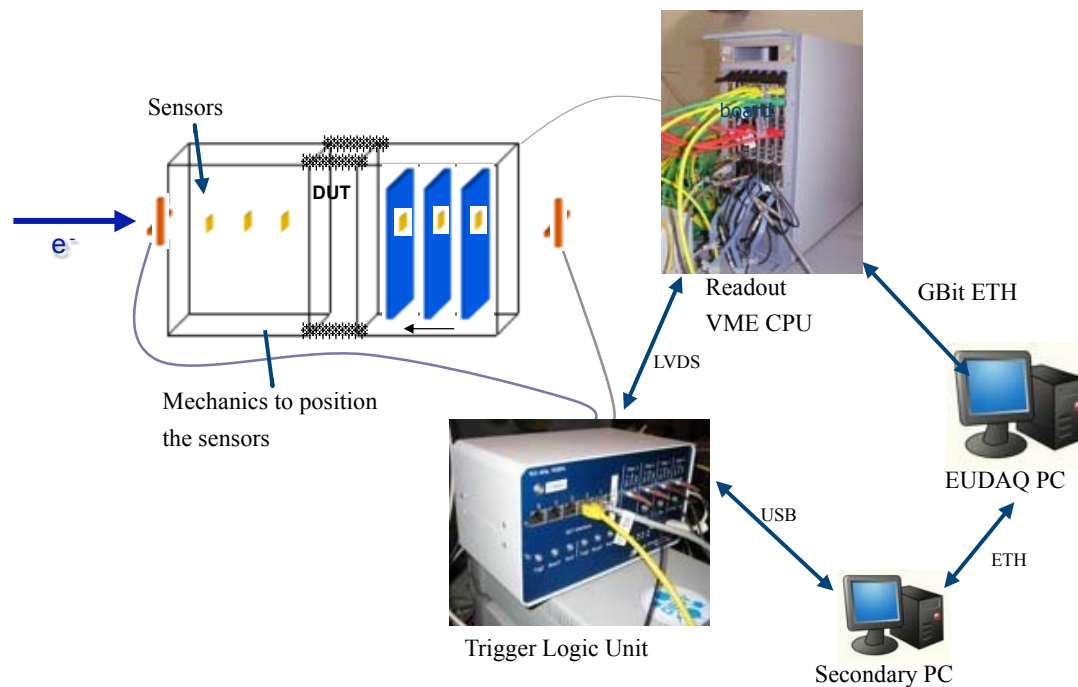 Sensors
board
DUT
e-
Readout
VME CPU
GBit ETH
LVDS
Mechanics to position
the sensors
EUDAQ PC
USB
ETH
Trigger Logic Unit
Secondary PC